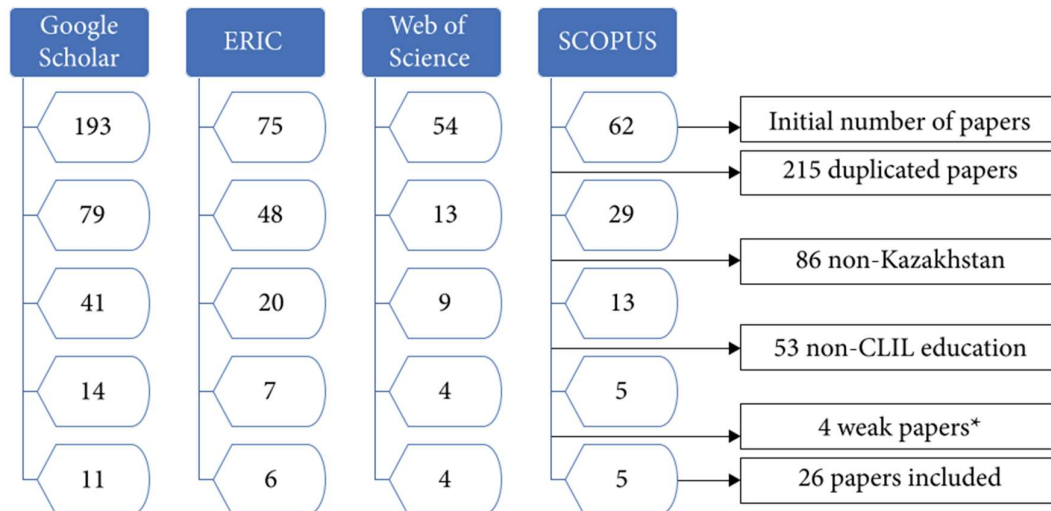 Google
Scholar
ERIC
Web of
Science
SCOPUS
193
75
54
62
Initial number of papers
215 duplicated papers
79
48
13
29
86 non-Kazakhstan
41
20
9
13
53 non-CLIL education
14
7
4
5
4 weak papers*
11
6
4
5
26 papers included